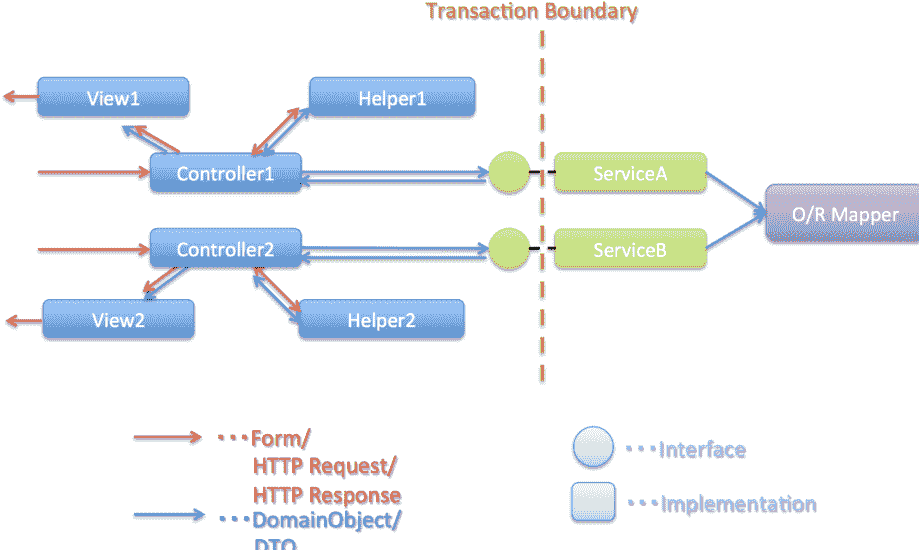 Transaction Boundary
View1
Helper1
Controller1
ServiceA
O/R Mapper
Controller2
ServiceB
View2
Helper2
···Form/
HTTP Request/
HTTP Response
···DomainObject/
DTO
···Interface
···Implementation